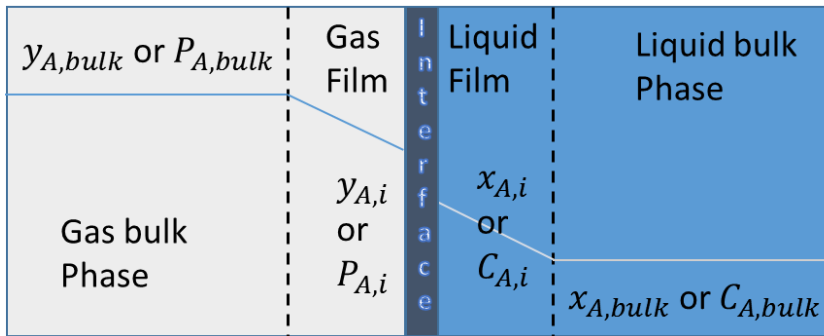 y_{A,bulk} or P_{A,bulk}
Gas
Film
Interface
Liquid
Film
Liquid bulk
Phase
y_{A,i}
or
P_{A,i}
x_{A,i}
or
C_{A,i}
Gas bulk
Phase
x_{A,bulk} or C_{A,bulk}